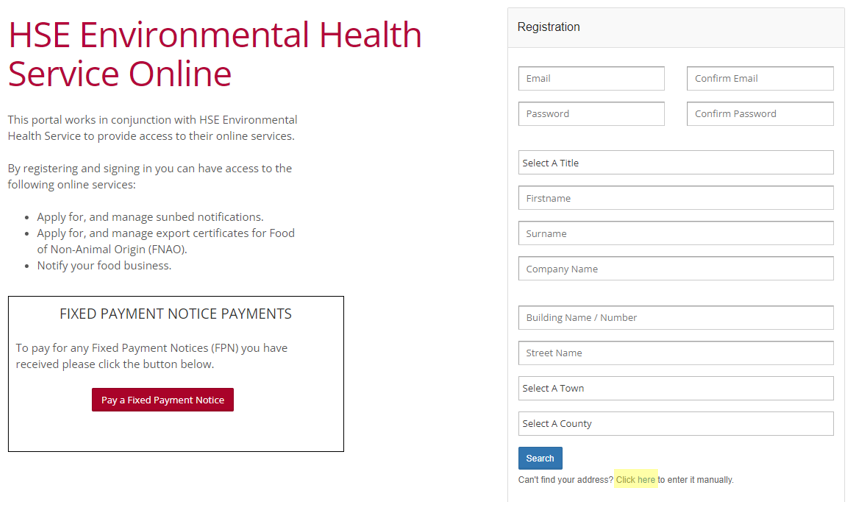 HSE Environmental Health
Service Online
This portal works in conjunction with HSE Environmental
Health Service to provide access to their online services.
By registering and signing in you can have access to the
following online services:
• Apply for, and manage sunbed notifications.
• Apply for, and manage export certificates for Food
of Non-Animal Origin (FNAO).
• Notify your food business.
FIXED PAYMENT NOTICE PAYMENTS
To pay for any Fixed Payment Notices (FPN) you have
received please click the button below.
Pay a Fixed Payment Notice
Registration
Email
Confirm Email
Password
Confirm Password
Select A Title
Firstname
Surname
Company Name
Building Name / Number
Street Name
Select A Town
Select A County
Search
Can't find your address? Click here to enter it manually.